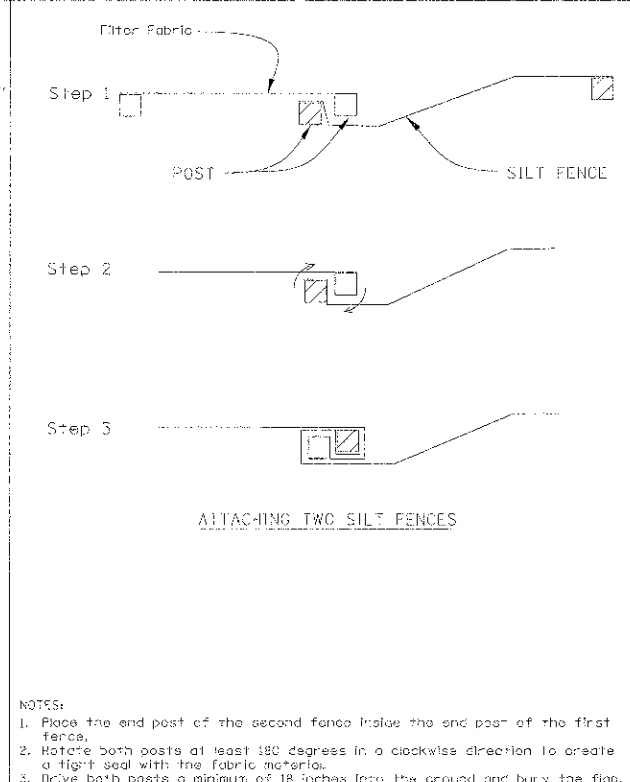 Filter Fabric
Step 1
POST
SILT FENCE
Step 2
Step 3
ATTACHING TWO SILT FENCES
NOTES:
1. Place the end post of the second fence inside the end post of the first
fence.
2. Rotate both posts at least 180 degrees in a clockwise direction to create
a tight seal with the fabric material.
3. Drive both posts a minimum of 18 inches into the ground and bury the flap.